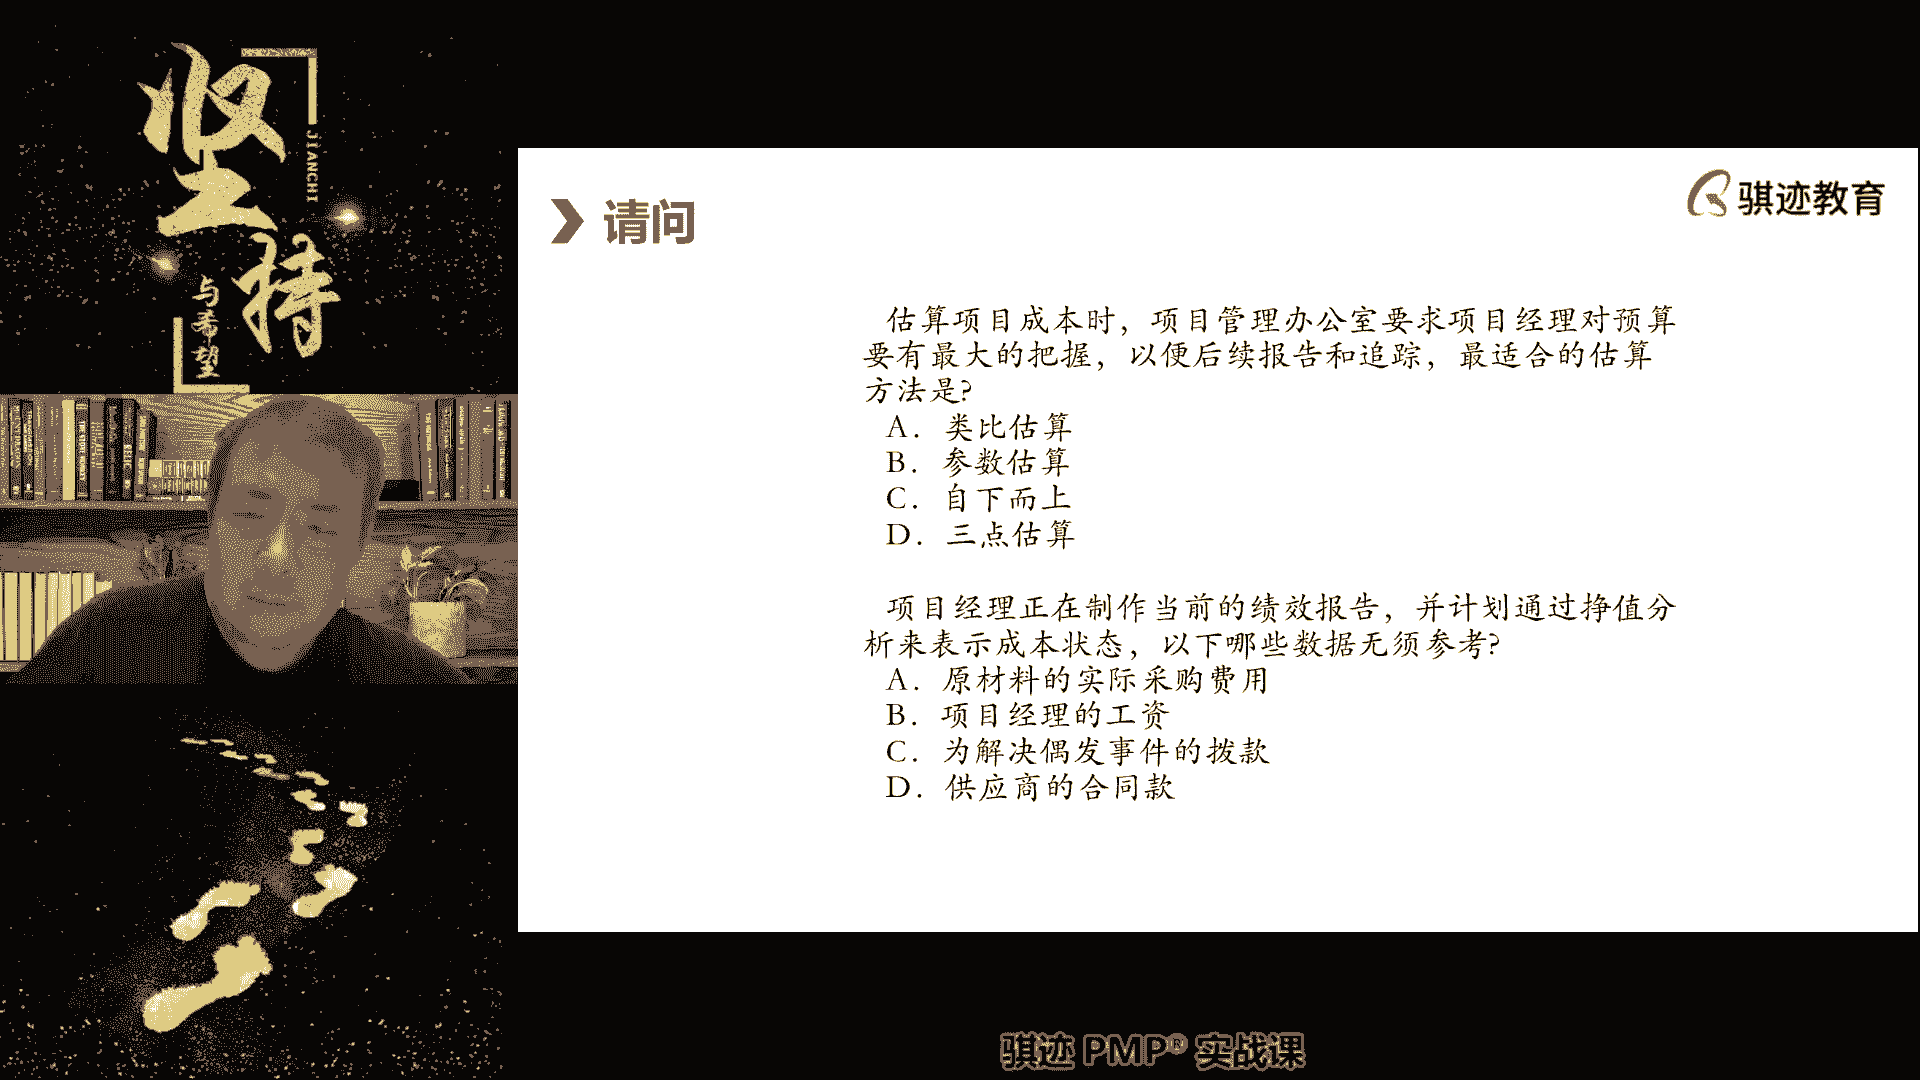 坚持
JIANCHI
与希望
请问
骐迹教育
估算项目成本时，项目管理办公室要求项目经理对预算
要有最大的把握，以便后续报告和追踪，最适合的估算
方法是?
A. 类比估算
B. 参数估算
C. 自下而上
D. 三点估算
项目经理正在制作当前的绩效报告，并计划通过挣值分
析来表示成本状态，以下哪些数据无须参考?
A. 原材料的实际采购费用
B. 项目经理的工资
C. 为解决偶发事件的拨款
D. 供应商的合同款
骐迹 PMP® 实战课